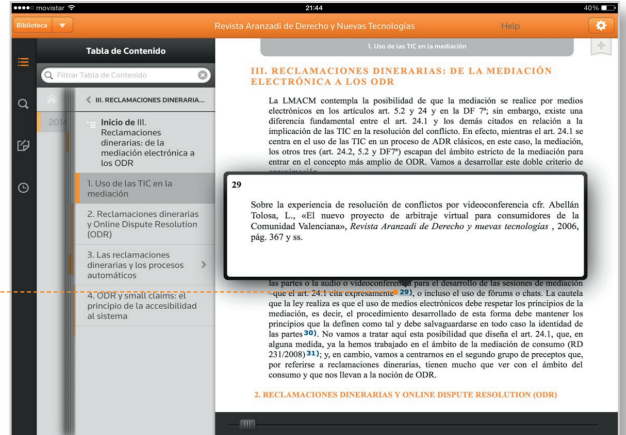 movistar
21:44
40%
Biblioteca
Revista Aranzadi de Derecho y Nuevas Tecnologías
Help
Tabla de Contenido
Filtrar Tabla de Contenido
III. RECLAMACIONES DINERARIA...
Inicio de III.
Reclamaciones
dinerarias: de la
mediación electrónica a
los ODR
1. Uso de las TIC en la
mediación
2. Reclamaciones dinerarias
y Online Dispute Resolution
(ODR)
3. Las reclamaciones
dinerarias y los procesos
automáticos
4. ODR y small claims: el
principio de la accesibilidad
al sistema
1. Uso de las TIC en la mediación
III. RECLAMACIONES DINERARIAS: DE LA MEDIACIÓN
ELECTRÓNICA A LOS ODR
La LMACM contempla la posibilidad de que la mediación se realice por medios
electrónicos en los artículos art. 5.2 y 24 y en la DF 7ª; sin embargo, existe una
diferencia fundamental entre el art. 24.1 y los demás citados en relación a la
implicación de las TIC en la resolución del conflicto. En efecto, mientras el art. 24.1 se
centra en el uso de las TIC en un proceso de ADR clásicos, en este caso, la mediación,
los otros tres (art. 24.2, 5.2 y DF7ª) escapan del ámbito estricto de la mediación para
entrar en el concepto más amplio de ODR. Vamos a desarrollar este doble criterio de
29
Sobre la experiencia de resolución de conflictos por videoconferencia cfr. Abellán
Tolosa, L., «El nuevo proyecto de arbitraje virtual para consumidores de la
Comunidad Valenciana», Revista Aranzadi de Derecho y nuevas tecnologías , 2006,
pág. 367 y ss.
las partes o la audio o videoconferencia para el desarrollo de las sesiones de mediación
–que el art. 24.1 cita expresamente 29), o incluso el uso de fórums o chats. La cautela
que la ley realiza es que el uso de medios electrónicos debe respetar los principios de la
mediación, es decir, el procedimiento desarrollado de esta forma debe mantener los
principios que la definen como tal y debe salvaguardarse en todo caso la identidad de
las partes 30). No vamos a tratar aquí esta posibilidad que diseña el art. 24.1, que, en
alguna medida, ya la hemos trabajado en el ámbito de la mediación de consumo (RD
231/2008) 31); y, en cambio, vamos a centrarnos en el segundo grupo de preceptos que,
por referirse a reclamaciones dinerarias, tienen mucho que ver con el ámbito del
consumo y que nos llevan a la noción de ODR.
2. RECLAMACIONES DINERARIAS Y ONLINE DISPUTE RESOLUTION (ODR)